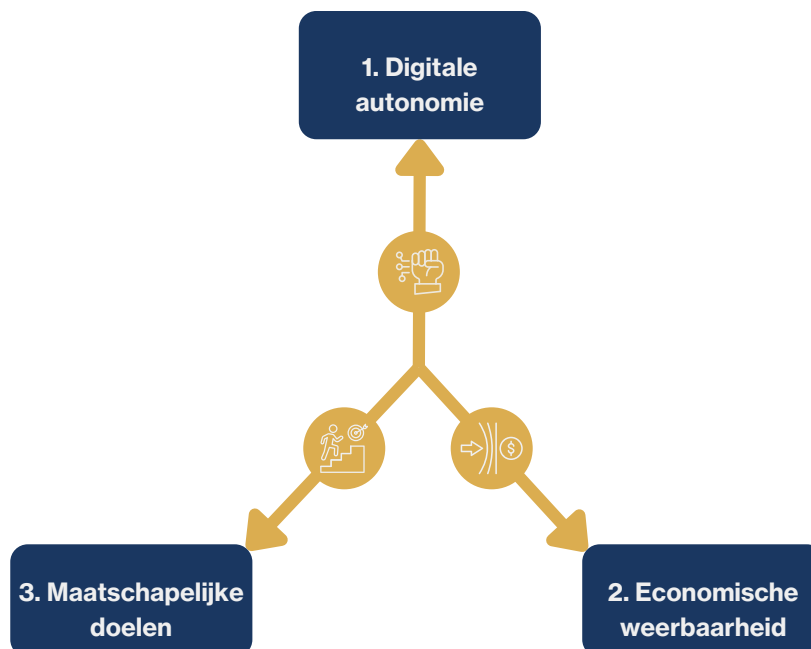 1. Digitale
autonomie
$
3. Maatschapelijke
doelen
2. Economische
weerbaarheid